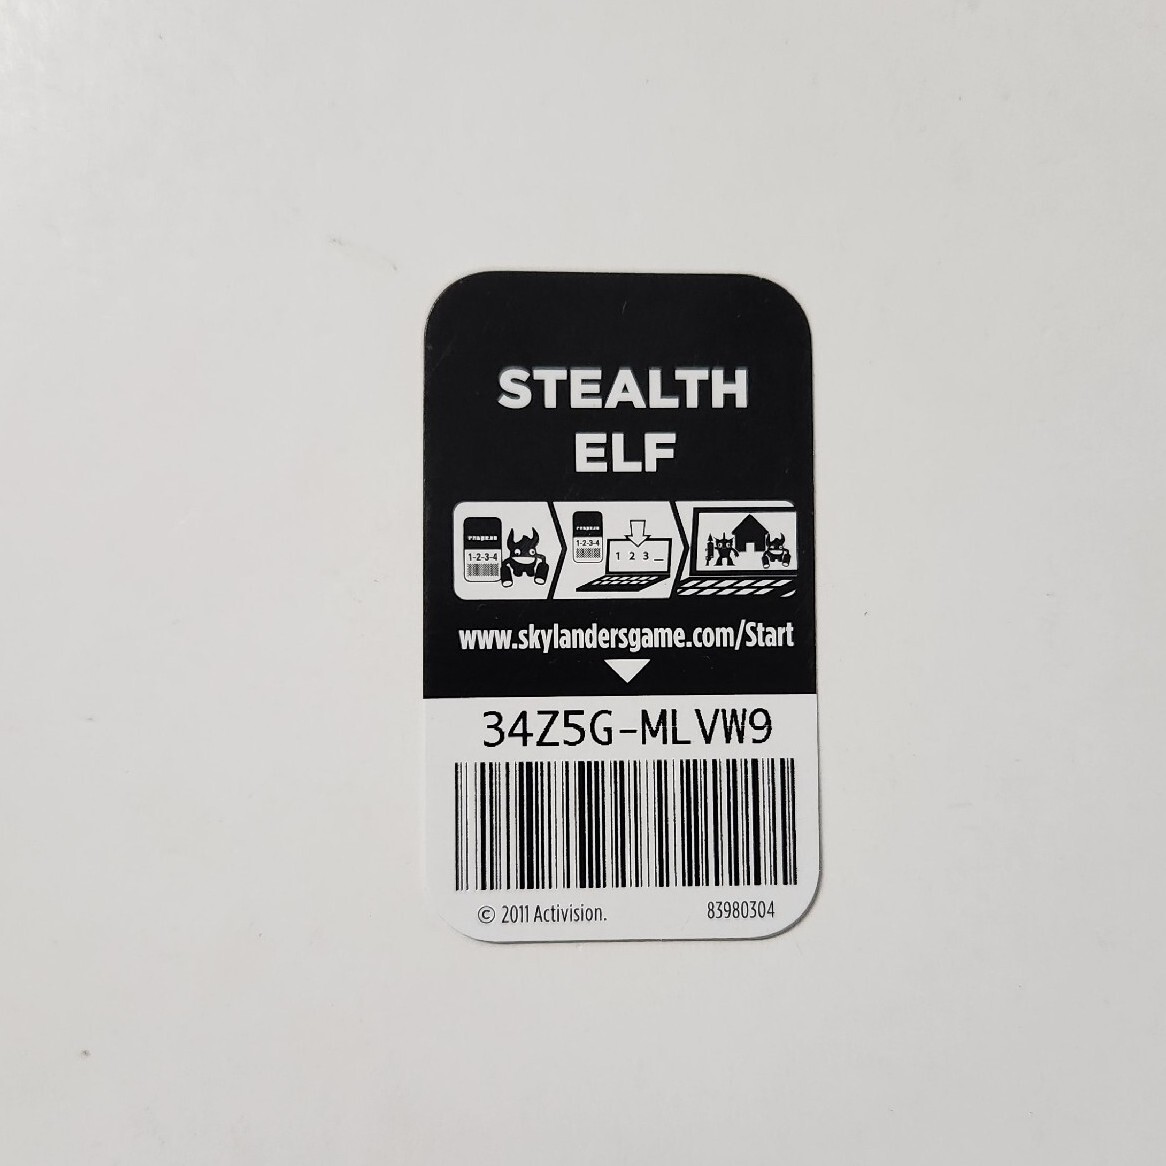 STEALTH
ELF
1-2-3-4
1-2-3-4
1 2 3 _
www.skylandersgame.com/Start
34Z5G-MLVW9
© 2011 Activision.
83980304